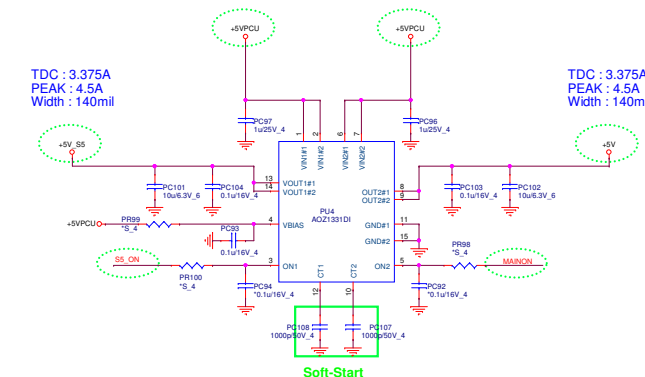 +5VPCU
+5VPCU
TDC : 3.375A
PEAK : 4.5A
Width : 140mil
TDC : 3.375A
PEAK : 4.5A
Width : 140m
PC97
1u/25V_4
PC96
1u/25V_4
1
2
6
7
VIN1#1
VIN1#2
VIN2#1
VIN2#2
+5V_S5
+5V
PC101
10u/6.3V_6
PC104
0.1u/16V_4
13
14
VOUT1#1
VOUT1#2
OUT2#1
OUT2#2
8
9
PC103
0.1u/16V_4
PC102
10u/6.3V_6
PU4
AOZ1331DI
+5VPCU
PR99
*S_4
PC93
0.1u/16V_4
4
VBIAS
GND#1
GND#2
11
15
S5_ON
PR100
*S_4
3
ON1
CT1
CT2
ON2
5
PR98
*S_4
MAINON
PC94
*0.1u/16V_4
12
10
PC92
*0.1u/16V_4
PC108
1000p/50V_4
PC107
1000p/50V_4
Soft-Start